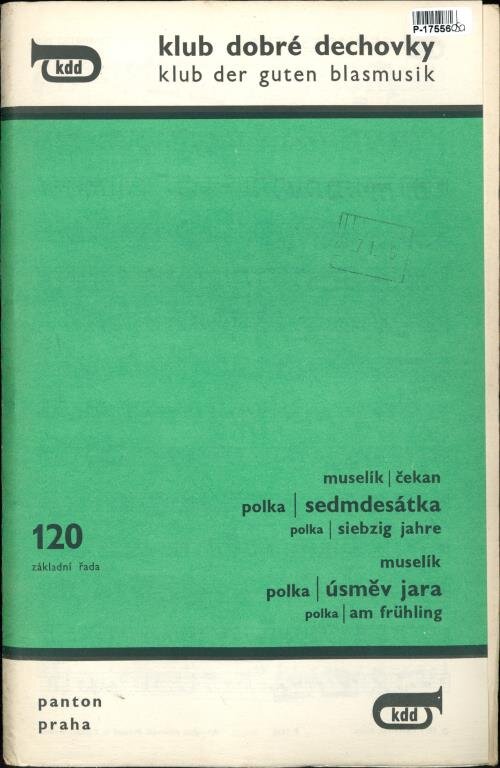 P-17556
kdd
klub dobré dechovky
klub der guten blasmusik
muselík | čekan
polka | sedmdesátka
polka | siebzig jahre
120
základní řada
muselík
polka | úsměv jara
polka | am frühling
panton
praha
kdd